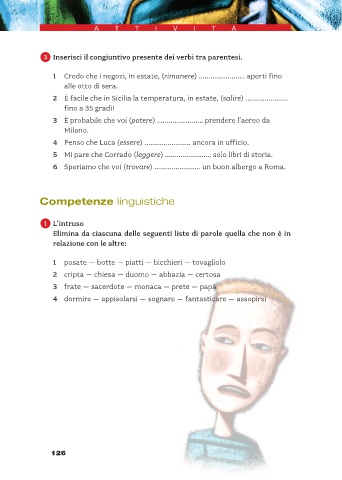 ATTIVITÀ
3 Inserisci il congiuntivo presente dei verbi tra parentesi.
1 Credo che i negozi, in estate, (rimanere) ....................... aperti fino
alle otto di sera.
2 È facile che in Sicilia la temperatura, in estate, (salire) .....................
fino a 35 gradi!
3 È probabile che voi (potere) ....................... prendere l'aereo da
Milano.
4 Penso che Luca (essere) ....................... ancora in ufficio.
5 Mi pare che Corrado (leggere) ....................... solo libri di storia.
6 Speriamo che voi (trovare) ....................... un buon albergo a Roma.
Competenze linguistiche
1 L'intruso
Elimina da ciascuna delle seguenti liste di parole quella che non è in
relazione con le altre:
1 posate — botte — piatti — bicchieri — tovagliolo
2 cripta — chiesa — duomo — abbazia — certosa
3 frate — sacerdote — monaca — prete — papa
4 dormire — appisolarsi — sognare — fantasticare — assopirsi
126